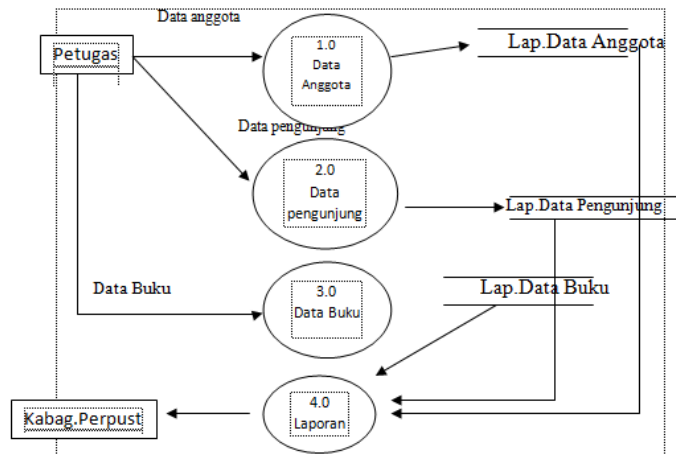 Data anggota
Petugas
1.0
Data
Anggota
Lap.Data Anggota
Data pengunjung
2.0
Data
pengunjung
Lap.Data Pengunjung
Data Buku
3.0
Data Buku
Lap.Data Buku
4.0
Laporan
Kabag.Perpust